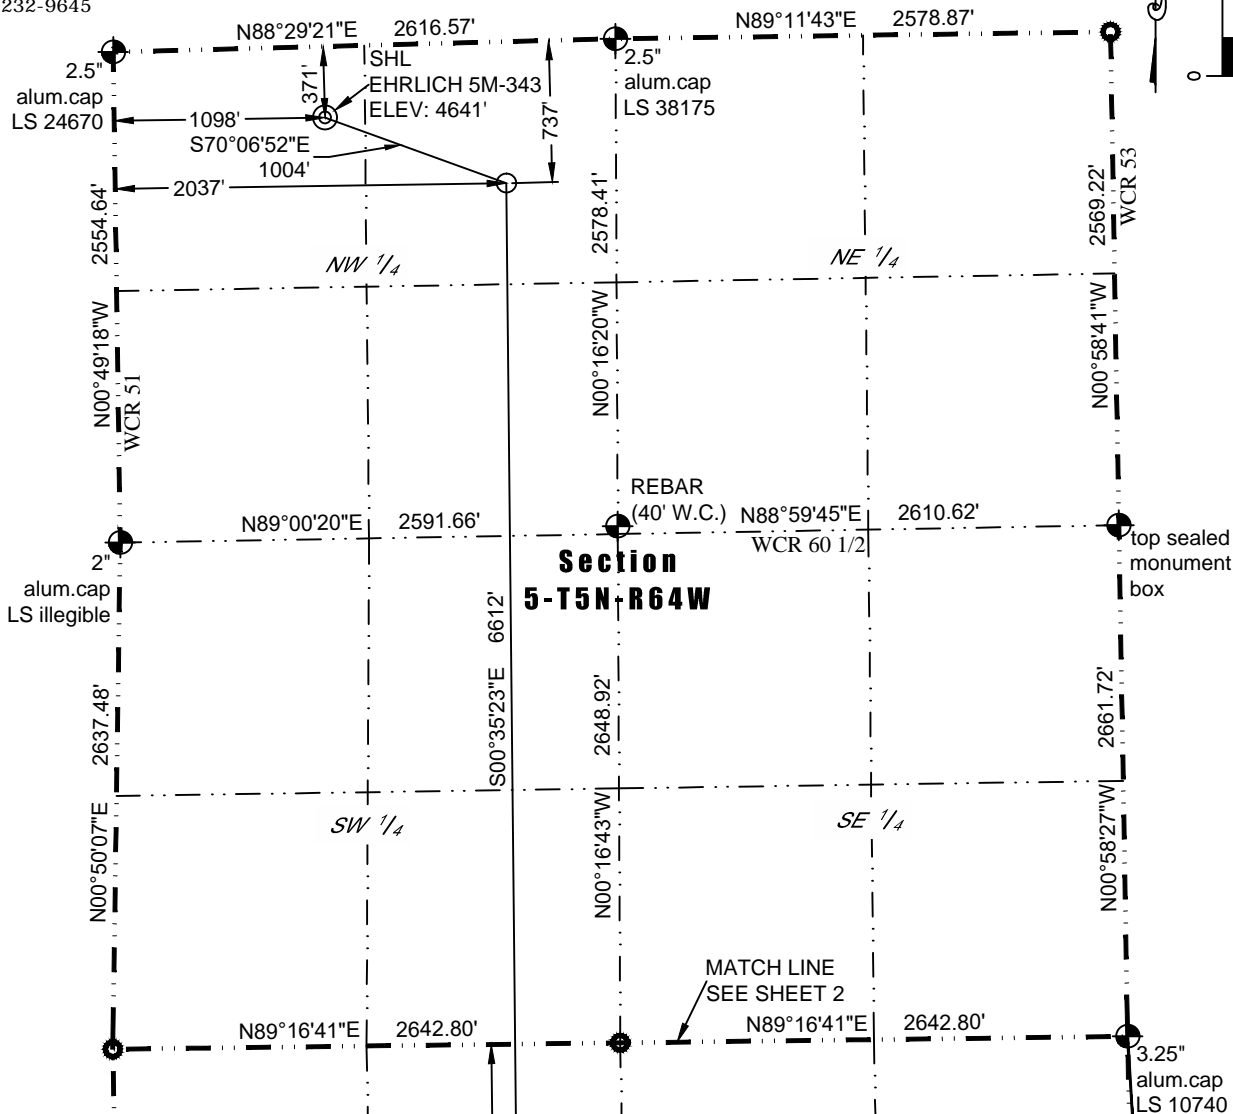 232-9645
N88°29'21"E 2616.57'
N89°11'43"E 2578.87'
0
2.5"
alum.cap
LS 24670
371'
SHL
EHRLICH 5M-343
ELEV: 4641'
737'
2.5"
alum.cap
LS 38175
1098'
S70°06'52"E
1004'
2037'
2554.64'
2578.41'
2569.22'
WCR 53
NW 1/4
NE 1/4
N00°49'18"W
WCR 51
N00°16'20"W
N00°58'41"W
REBAR
(40' W.C.)
N89°00'20"E 2591.66'
N88°59'45"E 2610.62'
WCR 60 1/2
2"
alum.cap
LS illegible
Section
5-T5N-R64W
top sealed
monument
box
S00°35'23"E 6612'
2637.48'
2648.92'
2661.72'
N00°50'07"E
N00°16'43"W
N00°58'27"W
SW 1/4
SE 1/4
MATCH LINE
SEE SHEET 2
N89°16'41"E 2642.80'
N89°16'41"E 2642.80'
3.25"
alum.cap
LS 10740